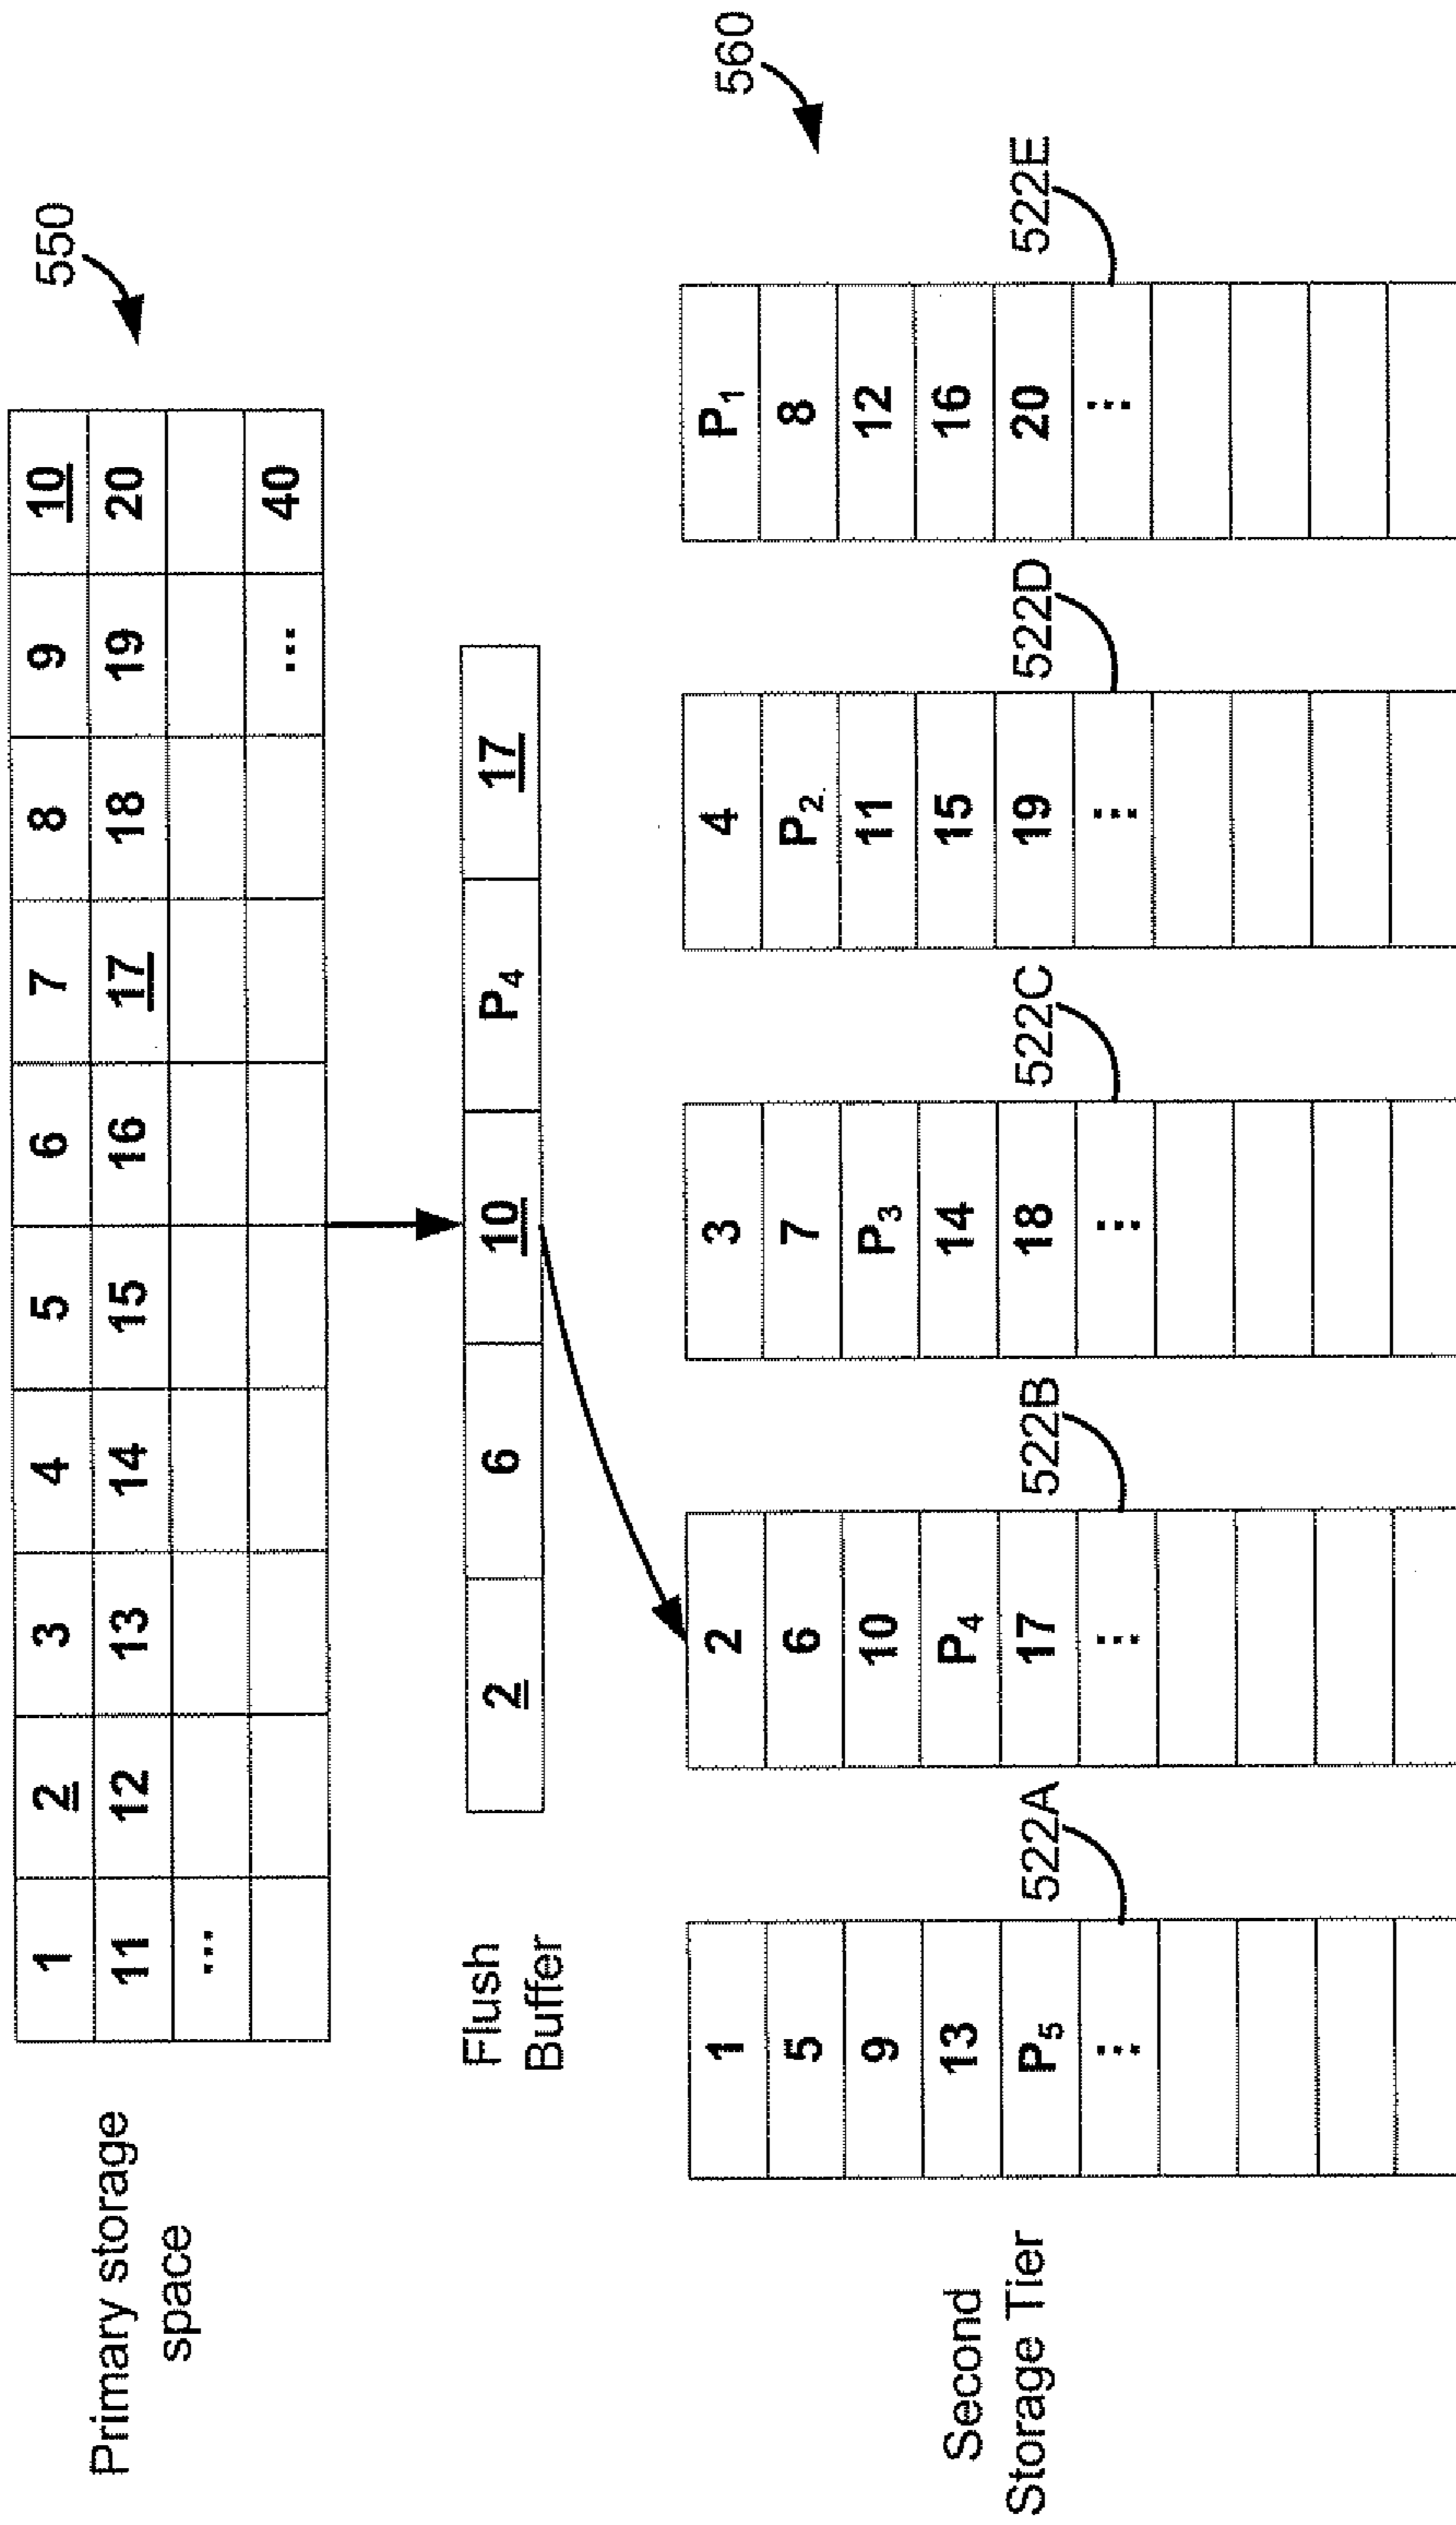 550
Primary storage
space
1 2 3 4 5 6 7 8 9 10
11 12 13 14 15 16 17 18 19 20
...
... 40
Flush
Buffer
2 6 10 P4 17
560
Second
Storage Tier
522A 522B 522C 522D 522E
1 2 3 4 P1
5 6 7 P2 8
9 10 P3 11 12
13 P4 14 15 16
P5 17 18 19 20
... ... ... ... ...